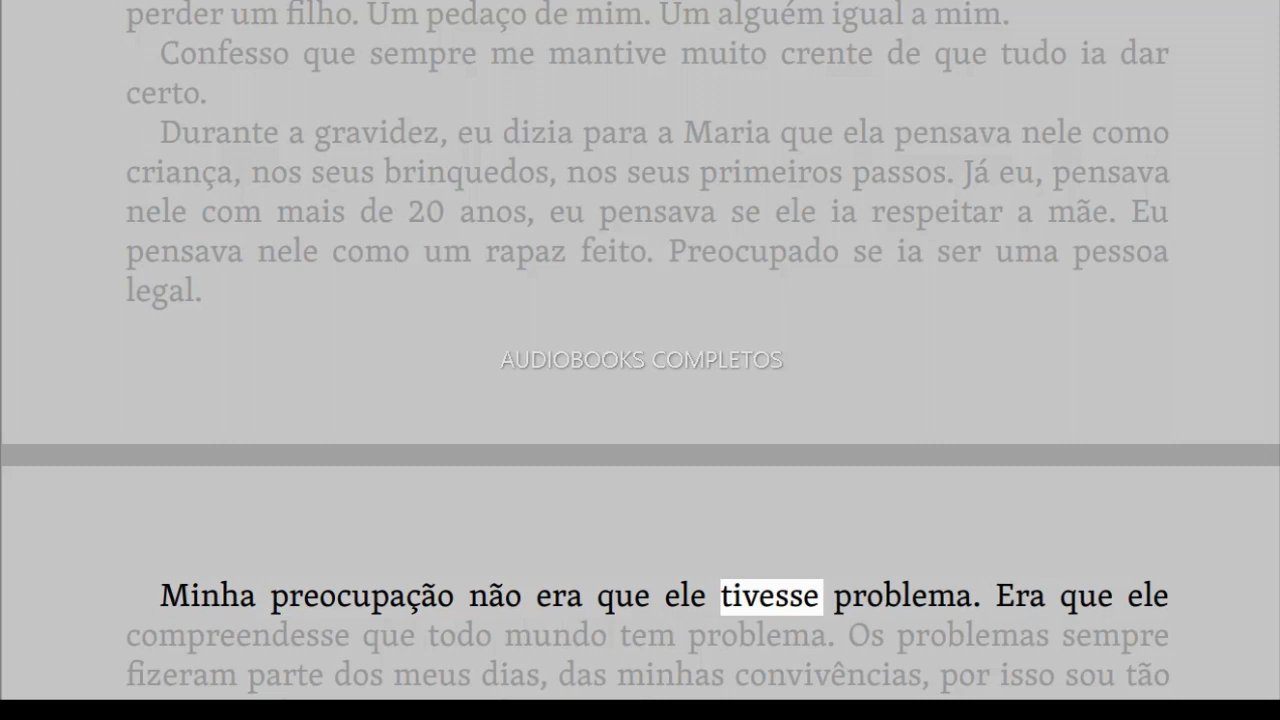 perder um filho. Um pedaço de mim. Um alguém igual a mim.
Confesso que sempre me mantive muito crente de que tudo ia dar
certo.
Durante a gravidez, eu dizia para a Maria que ela pensava nele como
criança, nos seus brinquedos, nos seus primeiros passos. Já eu, pensava
nele com mais de 20 anos, eu pensava se ele ia respeitar a mãe. Eu
pensava nele como um rapaz feito. Preocupado se ia ser uma pessoa
legal.
AUDIOBOOKS COMPLETOS
Minha preocupação não era que ele tivesse problema. Era que ele
compreendesse que todo mundo tem problema. Os problemas sempre
fizeram parte dos meus dias, das minhas convivências, por isso sou tão